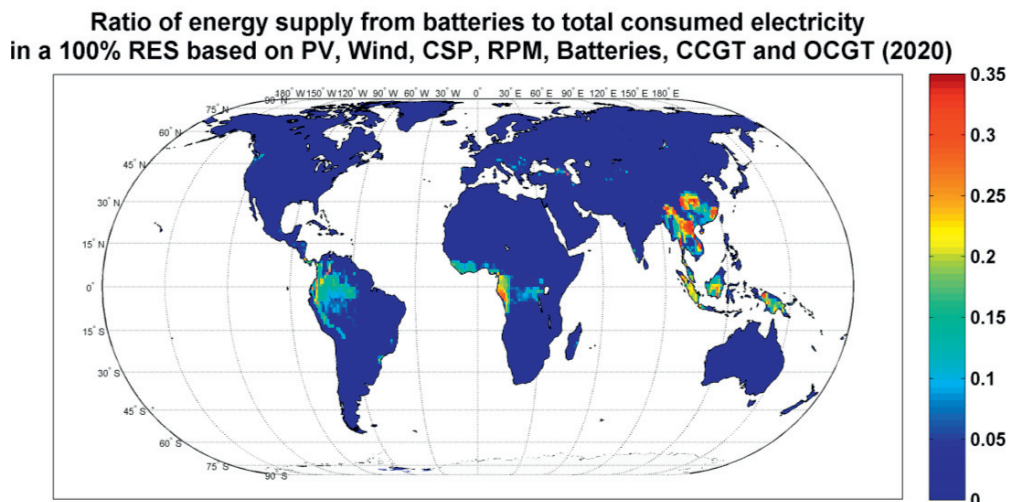 Ratio of energy supply from batteries to total consumed electricity
in a 100% RES based on PV, Wind, CSP, RPM, Batteries, CCGT and OCGT (2020)
180° W 150° W 120° W 90° W 60° W 30° W 0° 30° E 60° E 90° E 120° E 150° E 180° E
90° N
75° N
60° N
45° N
30° N
15° N
0°
15° S
30° S
45° S
60° S
75° S
90° S
0.35
0.3
0.25
0.2
0.15
0.1
0.05
0